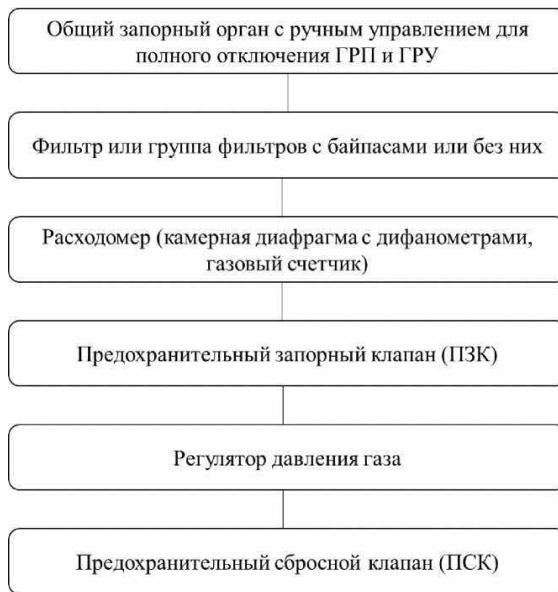 Общий запорный орган с ручным управлением для
полного отключения ГРП и ГРУ
Фильтр или группа фильтров с байпасами или без них
Расходомер (камерная диафрагма с дифанометрами,
газовый счетчик)
Предохранительный запорный клапан (ПЗК)
Регулятор давления газа
Предохранительный сбросной клапан (ПСК)